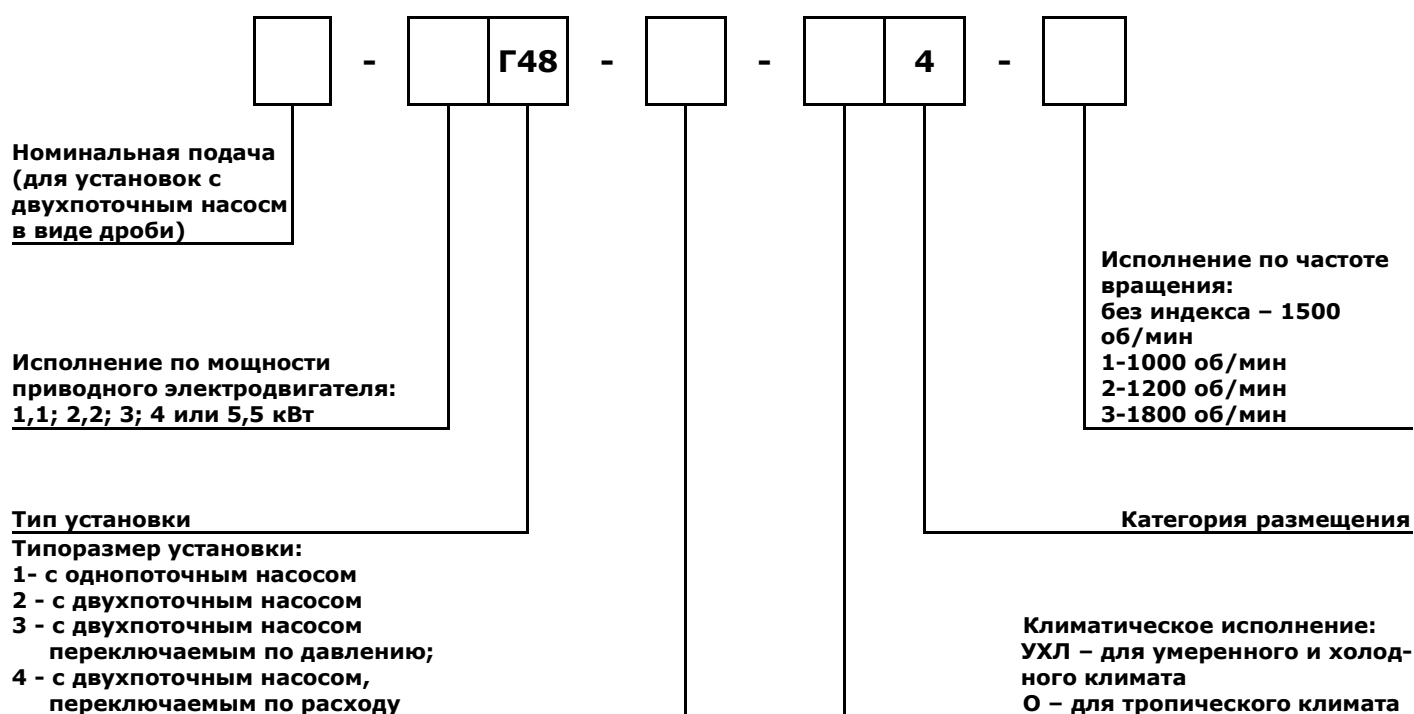 - Г48 - - 4 -
Номинальная подача
(для установок с
двухпоточным насосм
в виде дроби)
Исполнение по мощности
приводного электродвигателя:
1,1; 2,2; 3; 4 или 5,5 кВт
Тип установки
Типоразмер установки:
1- с однопоточным насосом
2 - с двухпоточным насосом
3 - с двухпоточным насосом
переключаемым по давлению;
4 - с двухпоточным насосом,
переключаемым по расходу
Исполнение по частоте
вращения:
без индекса – 1500
об/мин
1-1000 об/мин
2-1200 об/мин
3-1800 об/мин
Категория размещения
Климатическое исполнение:
УХЛ – для умеренного и холод-
ного климата
О – для тропического климата